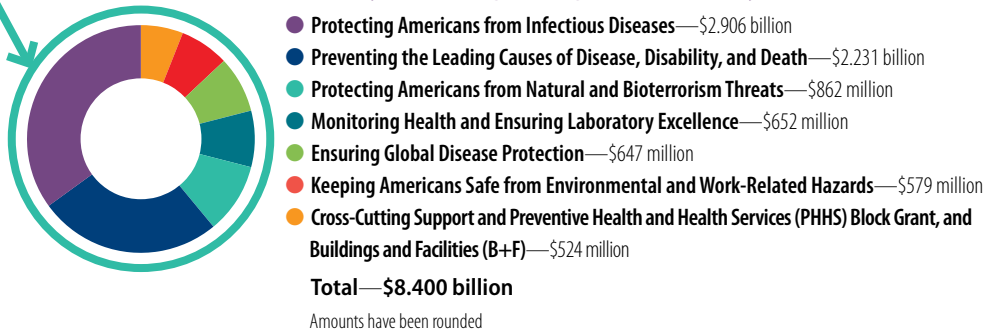 Protecting Americans from Infectious Diseases—$2.906 billion
Preventing the Leading Causes of Disease, Disability, and Death—$2.231 billion
Protecting Americans from Natural and Bioterrorism Threats—$862 million
Monitoring Health and Ensuring Laboratory Excellence—$652 million
Ensuring Global Disease Protection—$647 million
Keeping Americans Safe from Environmental and Work-Related Hazards—$579 million
Cross-Cutting Support and Preventive Health and Health Services (PHHS) Block Grant, and
Buildings and Facilities (B+F)—$524 million
Total—$8.400 billion
Amounts have been rounded